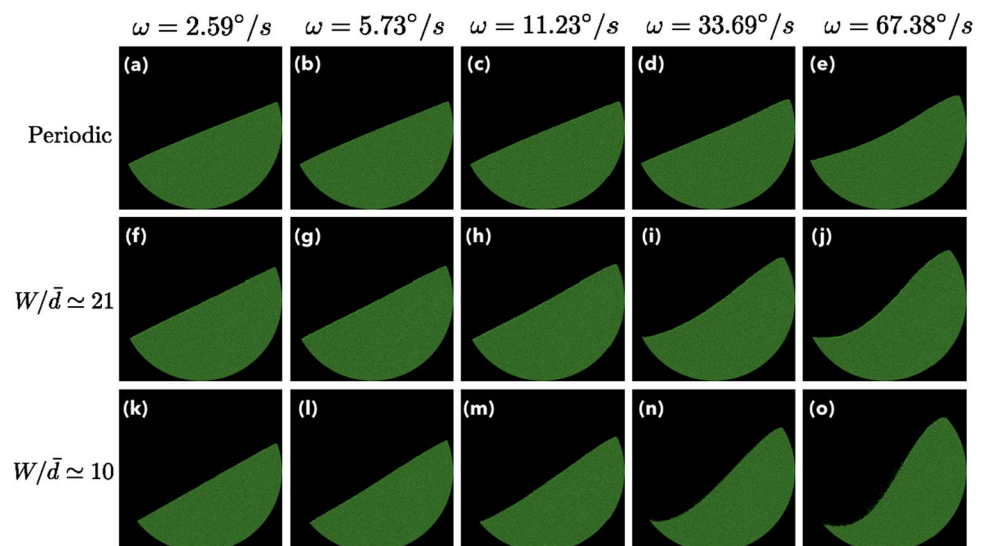 ω = 2.59°/s ω = 5.73°/s ω = 11.23°/s ω = 33.69°/s ω = 67.38°/s
(a) (b) (c) (d) (e)
Periodic
(f) (g) (h) (i) (j)
W/d̄ ≃ 21
(k) (l) (m) (n) (o)
W/d̄ ≃ 10